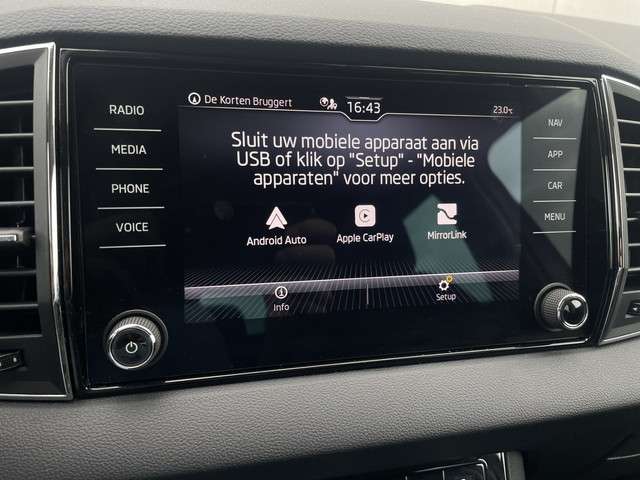 RADIO
MEDIA
PHONE
VOICE
De Korten Bruggert 16:43 23.0°C
Sluit uw mobiele apparaat aan via
USB of klik op "Setup" - "Mobiele
apparaten" voor meer opties.
Android Auto Apple CarPlay MirrorLink
Info Setup
NAV
APP
CAR
MENU